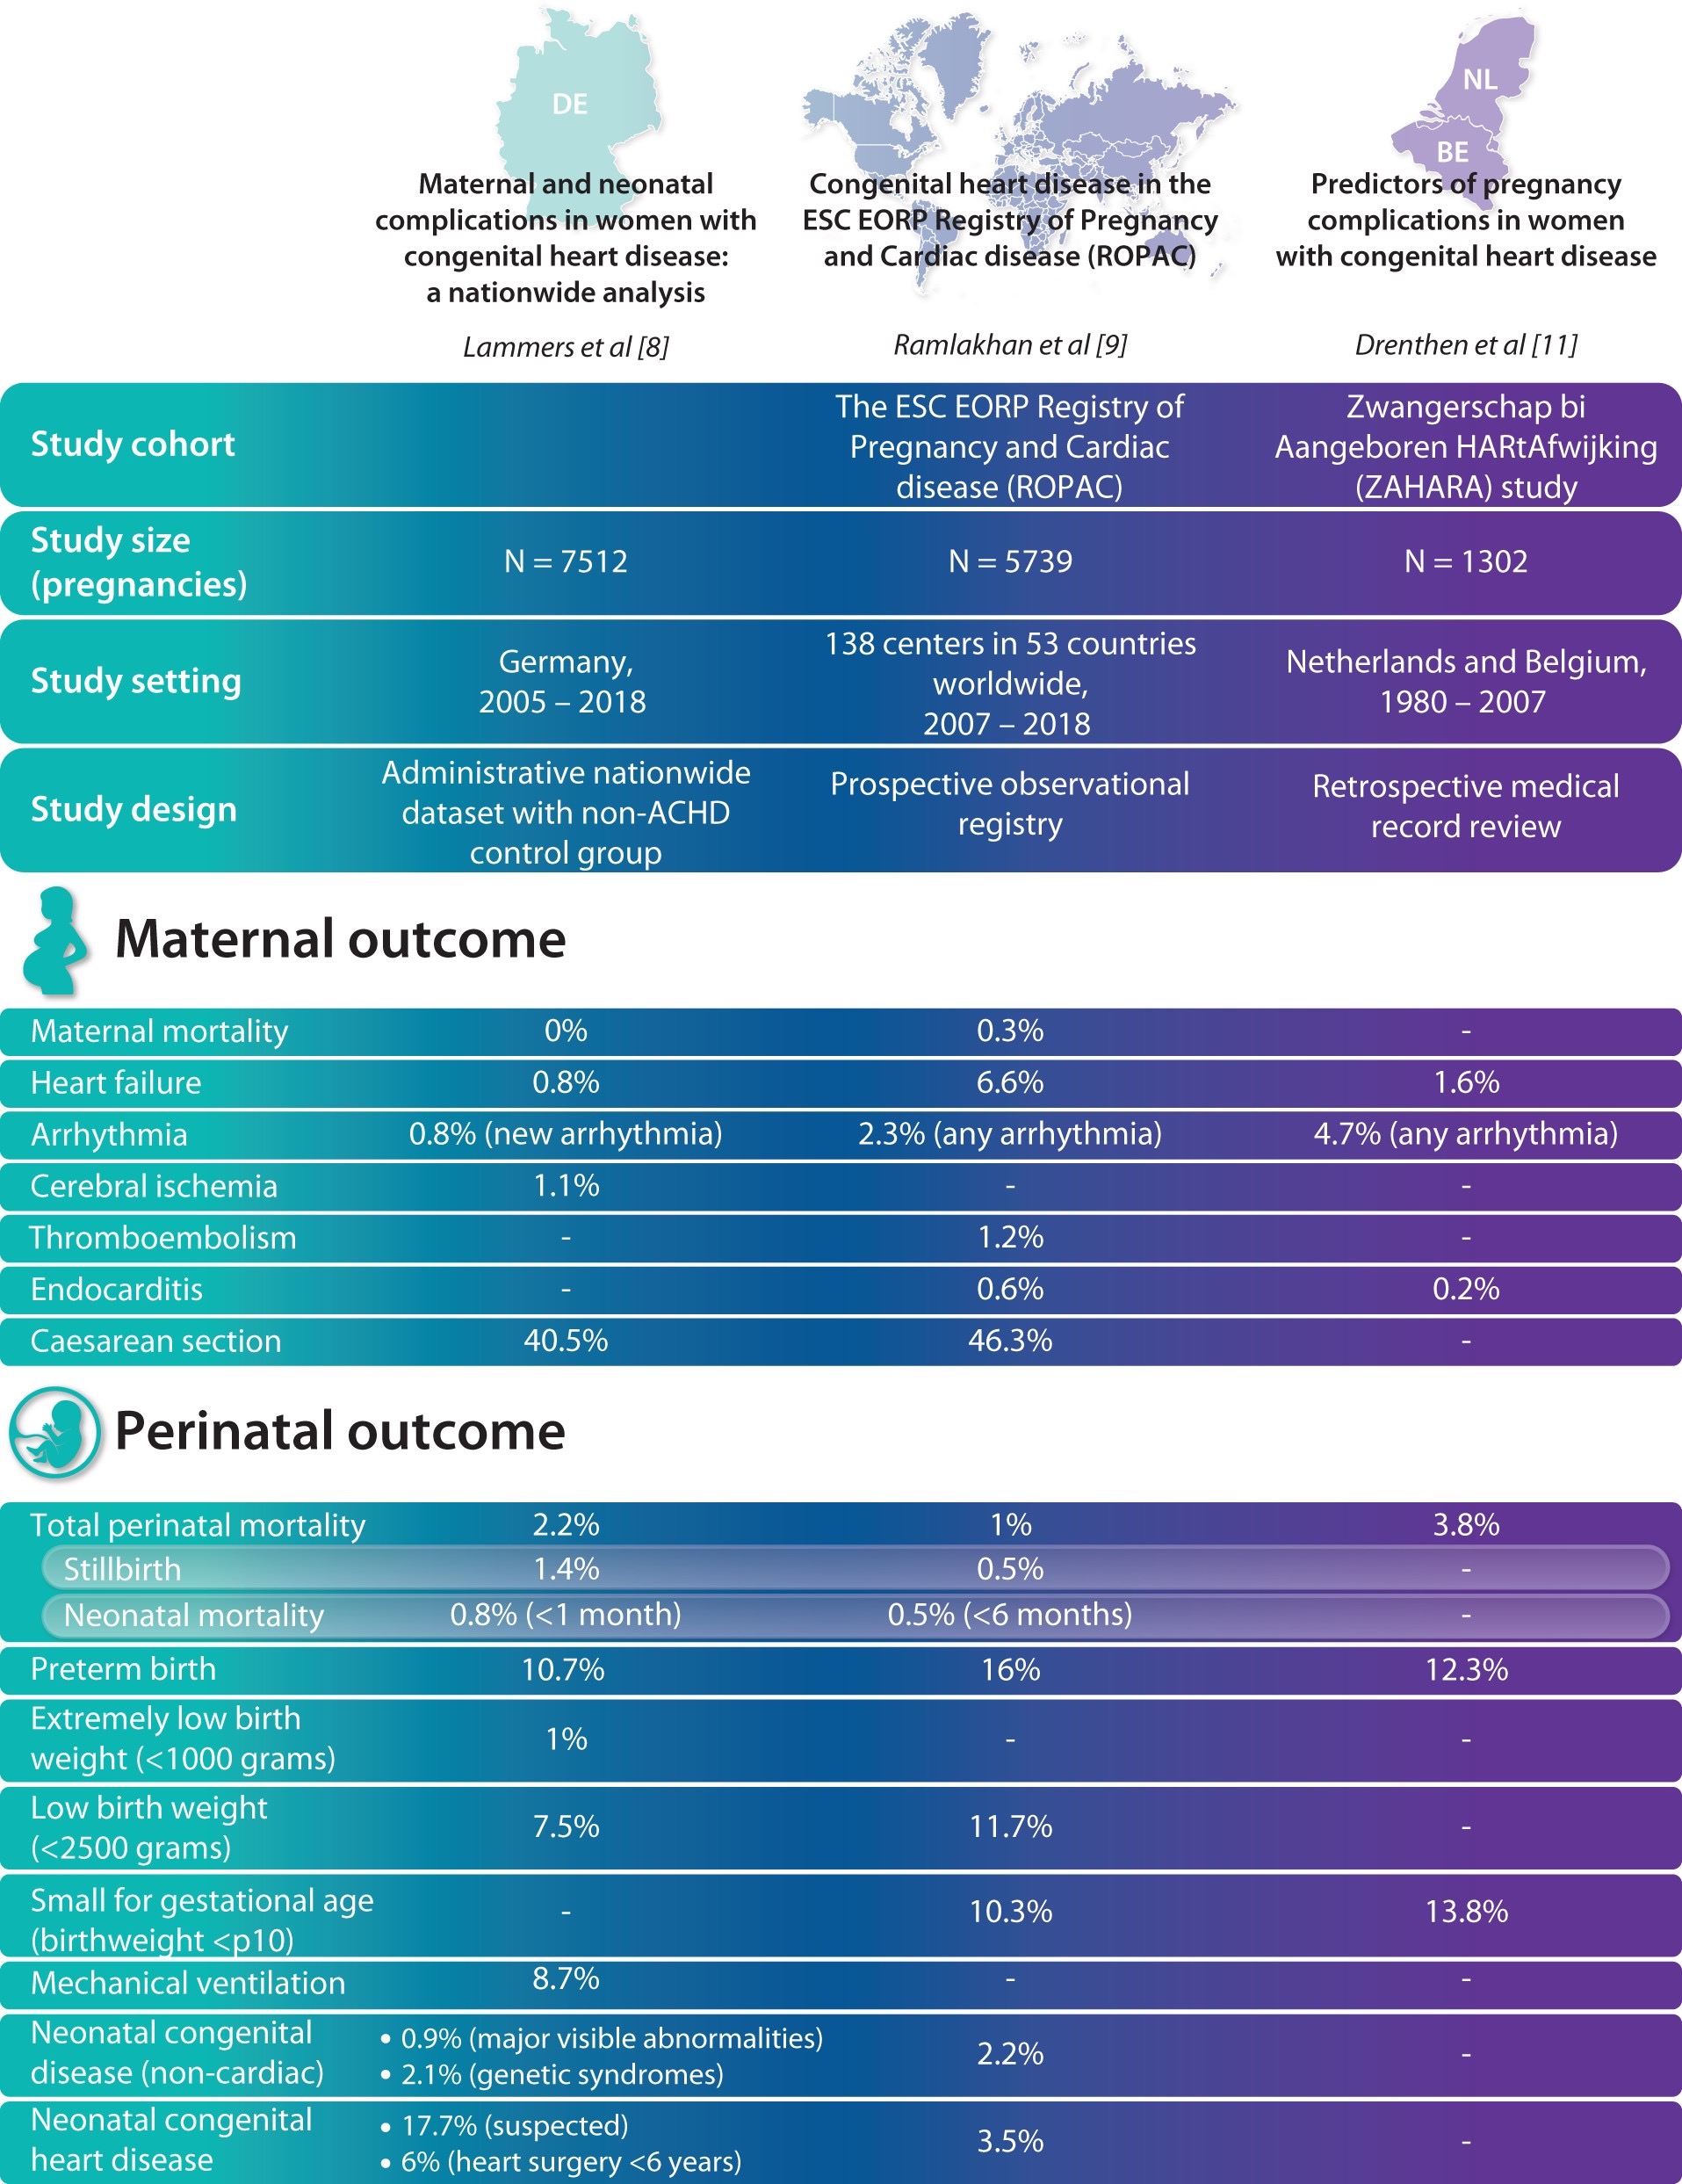 DE
NL
BE
Maternal and neonatal
complications in women with
congenital heart disease:
a nationwide analysis
Lammers et al [8]
Congenital heart disease in the
ESC EORP Registry of Pregnancy
and Cardiac disease (ROPAC)
Ramlakhan et al [9]
Predictors of pregnancy
complications in women
with congenital heart disease
Drenthen et al [11]
Study cohort
The ESC EORP Registry of
Pregnancy and Cardiac
disease (ROPAC)
Zwangerschap bi
Aangeboren HARtAfwijking
(ZAHARA) study
Study size
(pregnancies)
N = 7512
N = 5739
N = 1302
Study setting
Germany,
2005 – 2018
138 centers in 53 countries
worldwide,
2007 – 2018
Netherlands and Belgium,
1980 – 2007
Study design
Administrative nationwide
dataset with non-ACHD
control group
Prospective observational
registry
Retrospective medical
record review
Maternal outcome
Maternal mortality 0% 0.3% -
Heart failure 0.8% 6.6% 1.6%
Arrhythmia 0.8% (new arrhythmia) 2.3% (any arrhythmia) 4.7% (any arrhythmia)
Cerebral ischemia 1.1% - -
Thromboembolism - 1.2% -
Endocarditis - 0.6% 0.2%
Caesarean section 40.5% 46.3% -
Perinatal outcome
Total perinatal mortality 2.2% 1% 3.8%
Stillbirth 1.4% 0.5% -
Neonatal mortality 0.8% (<1 month) 0.5% (<6 months) -
Preterm birth 10.7% 16% 12.3%
Extremely low birth
weight (<1000 grams)
1% - -
Low birth weight
(<2500 grams)
7.5% 11.7% -
Small for gestational age
(birthweight <p10)
- 10.3% 13.8%
Mechanical ventilation 8.7% - -
Neonatal congenital
disease (non-cardiac)
• 0.9% (major visible abnormalities)
• 2.1% (genetic syndromes)
2.2% -
Neonatal congenital
heart disease
• 17.7% (suspected)
• 6% (heart surgery <6 years)
3.5% -